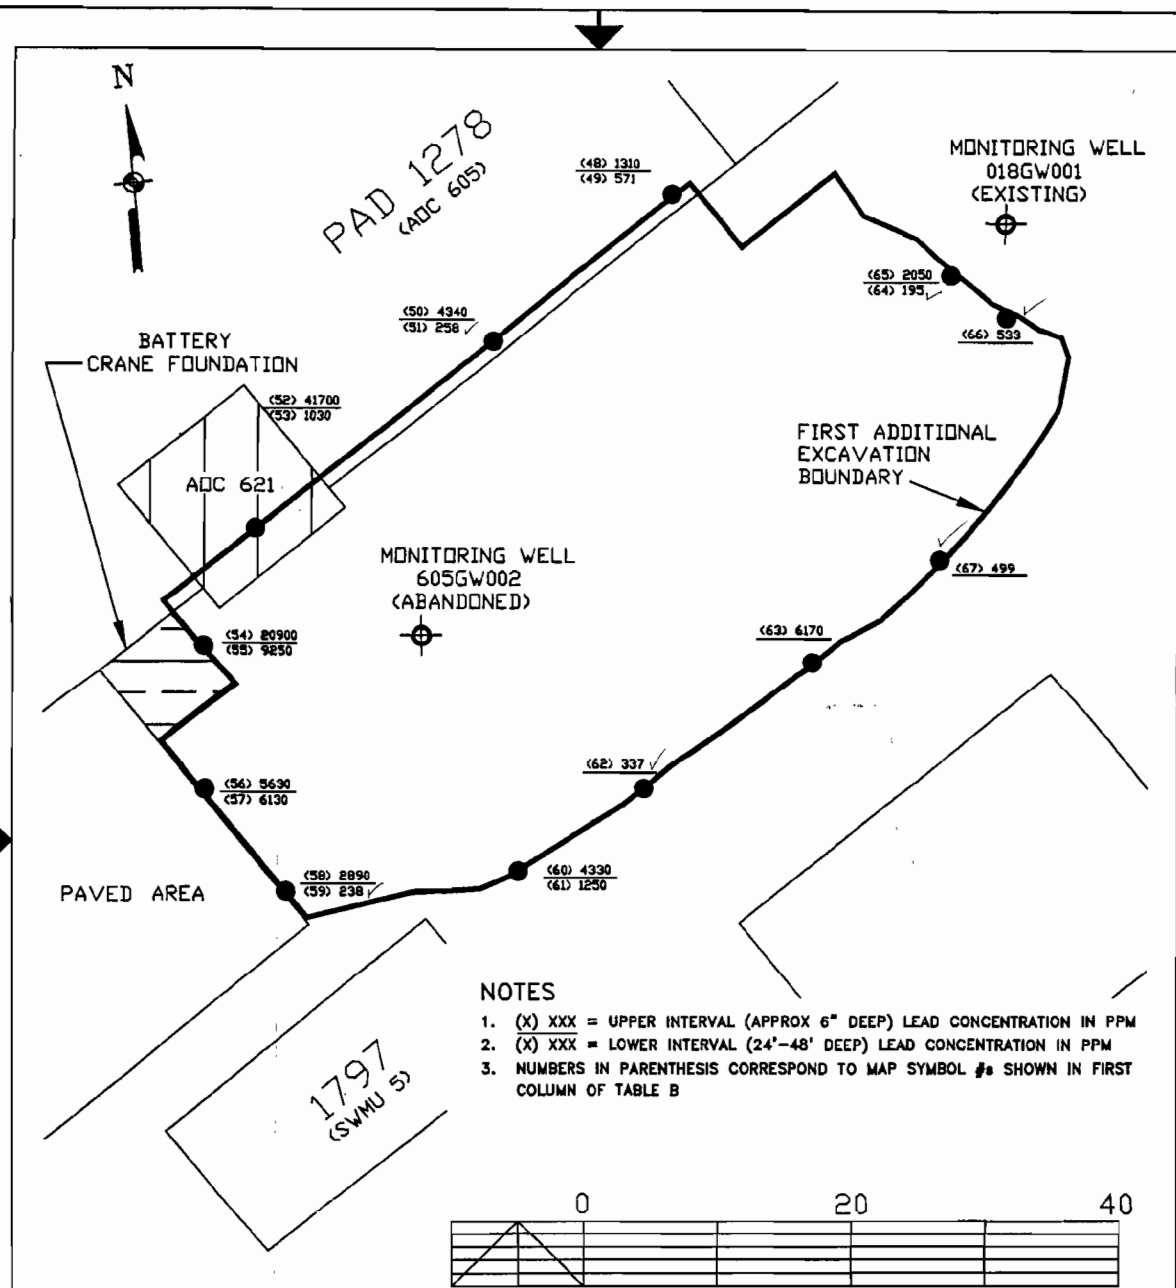 N
PAD 1278
(AOC 605)
(48) 1310
(49) 571
MONITORING WELL
018GW001
(EXISTING)
(65) 2050
(64) 195
(50) 4340
(51) 258
(66) 533
BATTERY
CRANE FOUNDATION
(52) 41700
(53) 1030
FIRST ADDITIONAL
EXCAVATION
BOUNDARY
AOC 621
MONITORING WELL
605GW002
(ABANDONED)
(67) 499
(54) 20900
(55) 9250
(63) 6170
(62) 337
(56) 5630
(57) 6130
(58) 2890
(59) 238
(60) 4330
(61) 1250
PAVED AREA
1797
(SWMU 5)
NOTES
1. (X) XXX = UPPER INTERVAL (APPROX 6" DEEP) LEAD CONCENTRATION IN PPM
2. (X) XXX = LOWER INTERVAL (24'-48' DEEP) LEAD CONCENTRATION IN PPM
3. NUMBERS IN PARENTHESIS CORRESPOND TO MAP SYMBOL #s SHOWN IN FIRST
COLUMN OF TABLE B
0 20 40